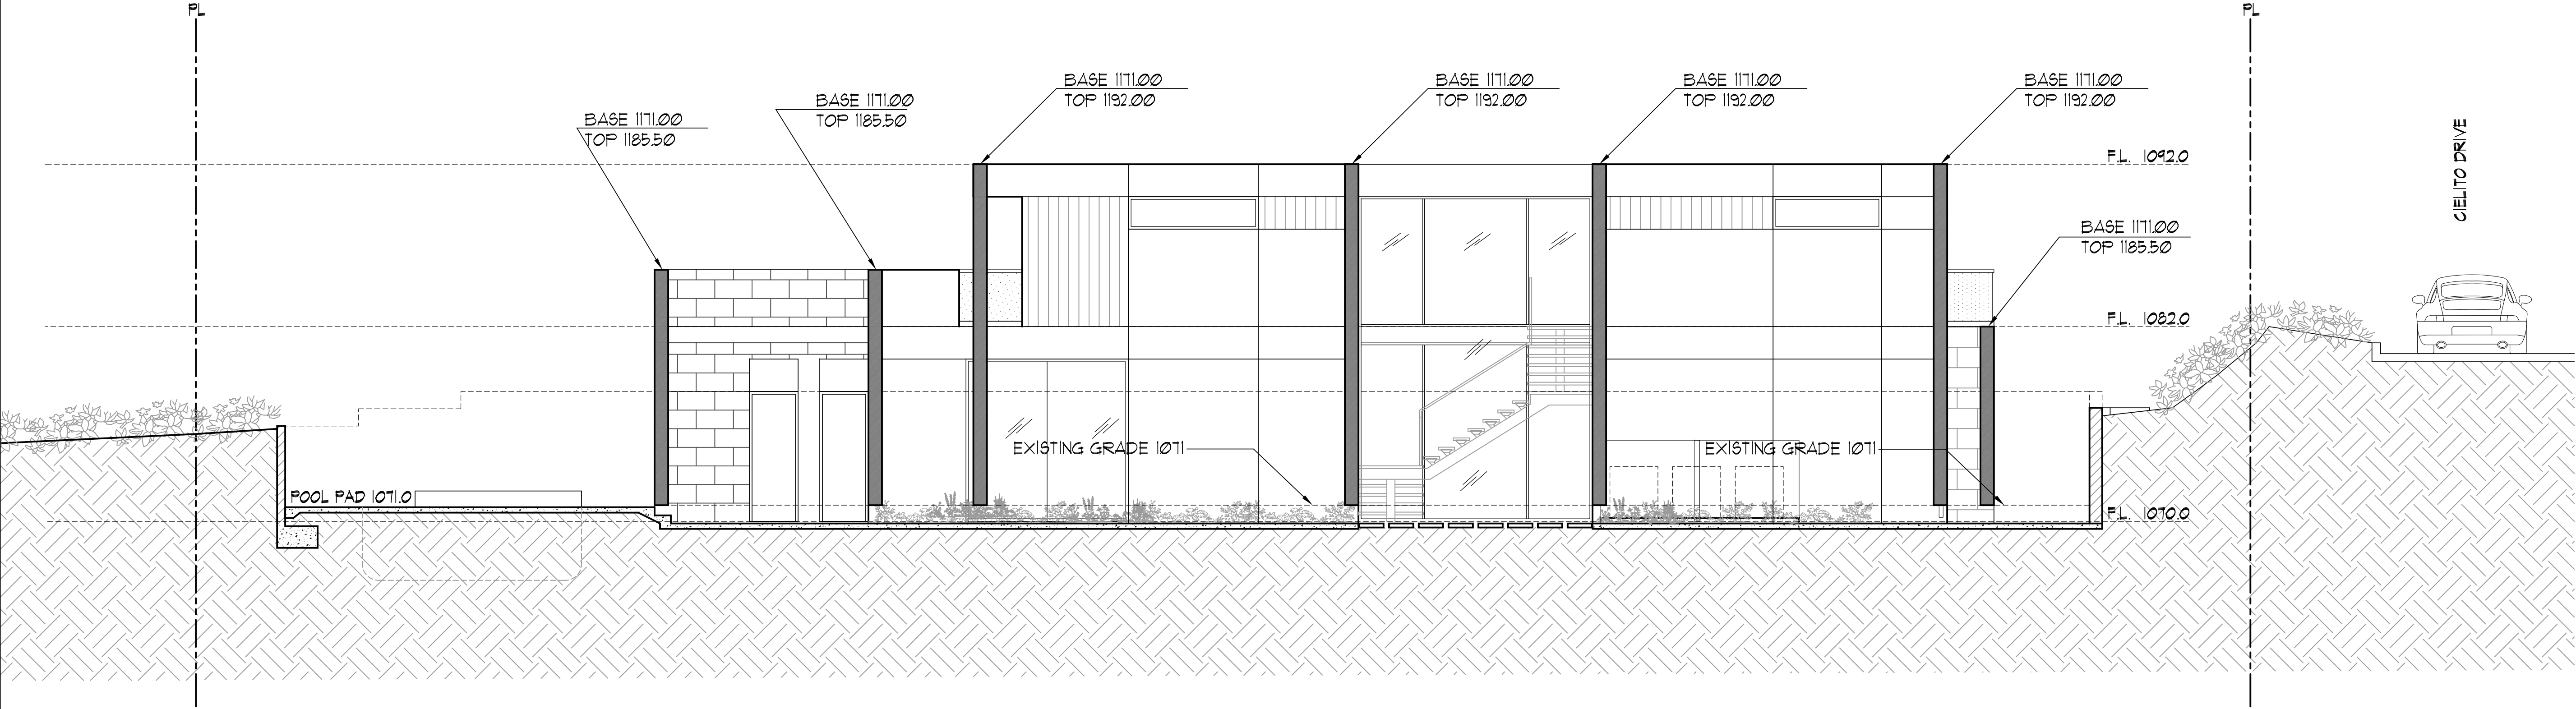 PL
PL
BASE 1171.00
TOP 1192.00
BASE 1171.00
TOP 1192.00
BASE 1171.00
TOP 1192.00
BASE 1171.00
TOP 1192.00
BASE 1171.00
TOP 1185.50
BASE 1171.00
TOP 1185.50
F.L. 1092.0
CIELITO DRIVE
BASE 1171.00
TOP 1185.50
F.L. 1082.0
EXISTING GRADE 1071
EXISTING GRADE 1071
POOL PAD 1071.0
F.L. 1070.0